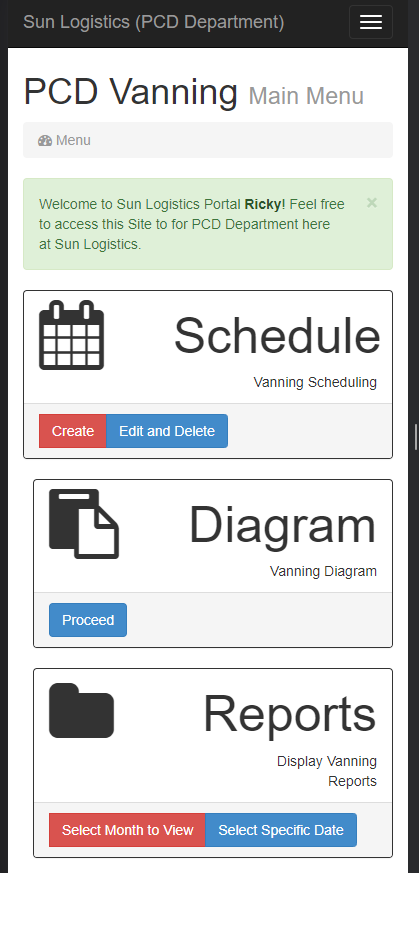 Sun Logistics (PCD Department)
PCD Vanning Main Menu
Menu
Welcome to Sun Logistics Portal Ricky! Feel free
to access this Site to for PCD Department here
at Sun Logistics.
×
Schedule
Vanning Scheduling
Create
Edit and Delete
Diagram
Vanning Diagram
Proceed
Reports
Display Vanning
Reports
Select Month to View
Select Specific Date